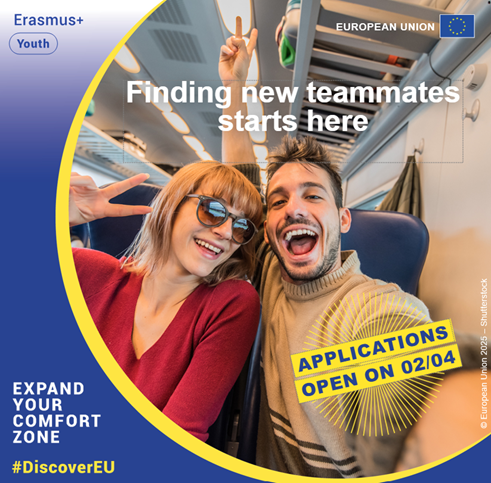 Erasmus+
Youth
EUROPEAN UNION
Finding new teammates
starts here
APPLICATIONS
OPEN ON 02/04
EXPAND
YOUR
COMFORT
ZONE
#DiscoverEU
© European Union 2025 – Shutterstock